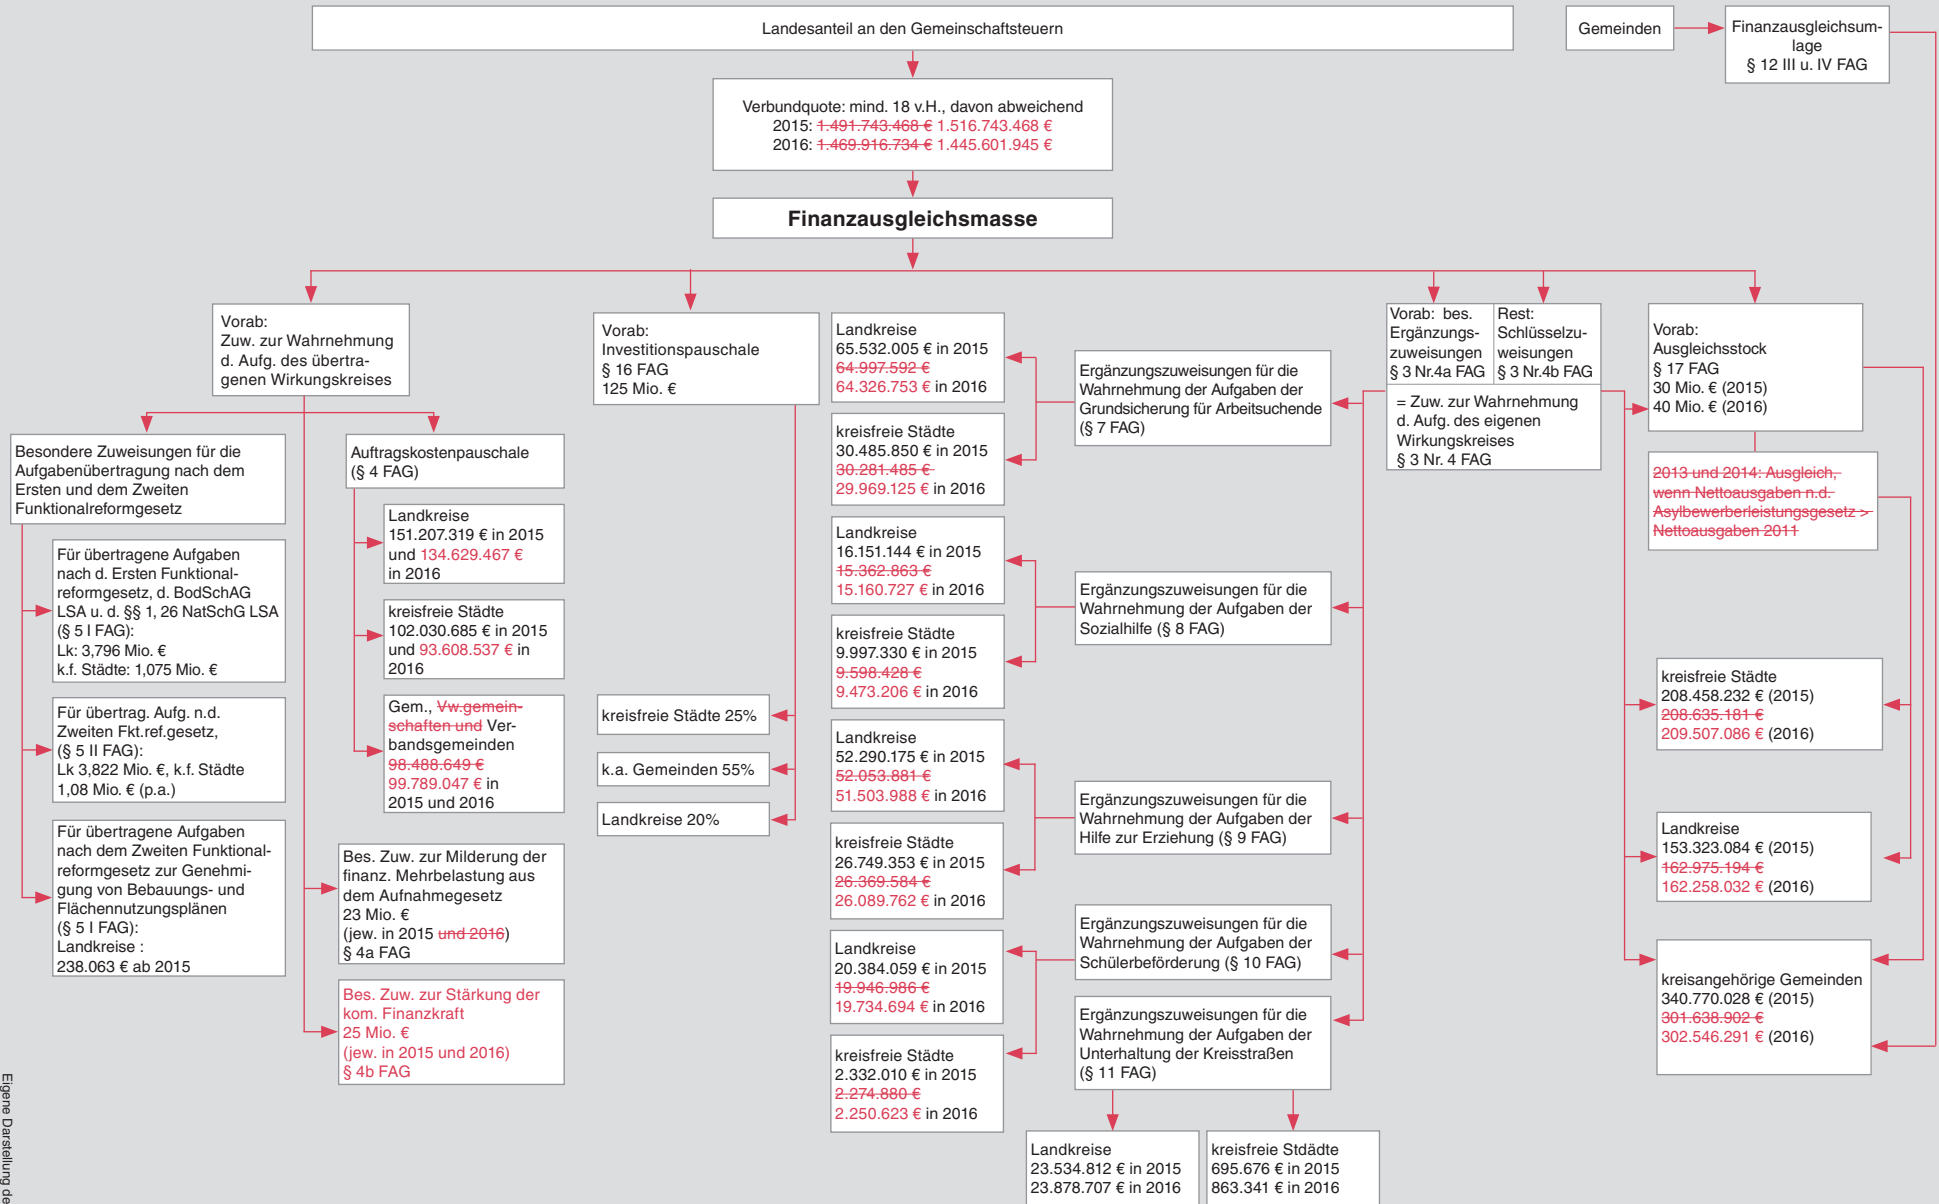 Landesanteil an den Gemeinschaftsteuern
Gemeinden
Finanzausgleichsum-
lage
§ 12 III u. IV FAG
Verbundquote: mind. 18 v.H., davon abweichend
2015: 1.491.743.468 € 1.516.743.468 €
2016: 1.469.916.734 € 1.445.601.945 €
Finanzausgleichsmasse
Vorab:
Zuw. zur Wahrnehmung
d. Aufg. des übertra-
genen Wirkungskreises
Besondere Zuweisungen für die
Aufgabenübertragung nach dem
Ersten und dem Zweiten
Funktionalreformgesetz
Für übertragene Aufgaben
nach d. Ersten Funktional-
reformgesetz, d. BodSchAG
LSA u. d. §§ 1, 26 NatSchG LSA
(§ 5 I FAG):
Lk: 3,796 Mio. €
k.f. Städte: 1,075 Mio. €
Für übertrag. Aufg. n.d.
Zweiten Fkt.ref.gesetz,
(§ 5 II FAG):
Lk 3,822 Mio. €, k.f. Städte
1,08 Mio. € (p.a.)
Für übertragene Aufgaben
nach dem Zweiten Funktional-
reformgesetz zur Genehmi-
gung von Bebauungs- und
Flächennutzungsplänen
(§ 5 I FAG):
Landkreise :
238.063 € ab 2015
Auftragskostenpauschale
(§ 4 FAG)
Landkreise
151.207.319 € in 2015
und 134.629.467 €
in 2016
kreisfreie Städte
102.030.685 € in 2015
und 93.608.537 € in
2016
Gem., Vw.gemein-
schaften und Ver-
bandsgemeinden
98.488.649 €
99.789.047 € in
2015 und 2016
Bes. Zuw. zur Milderung der
finanz. Mehrbelastung aus
dem Aufnahmegesetz
23 Mio. €
(jew. in 2015 und 2016)
§ 4a FAG
Bes. Zuw. zur Stärkung der
kom. Finanzkraft
25 Mio. €
(jew. in 2015 und 2016)
§ 4b FAG
Vorab:
Investitionspauschale
§ 16 FAG
125 Mio. €
kreisfreie Städte 25%
k.a. Gemeinden 55%
Landkreise 20%
Landkreise
65.532.005 € in 2015
64.997.592 €
64.326.753 € in 2016
kreisfreie Städte
30.485.850 € in 2015
30.281.485 €
29.969.125 € in 2016
Landkreise
16.151.144 € in 2015
15.362.863 €
15.160.727 € in 2016
kreisfreie Städte
9.997.330 € in 2015
9.598.428 €
9.473.206 € in 2016
Landkreise
52.290.175 € in 2015
52.053.881 €
51.503.988 € in 2016
kreisfreie Städte
26.749.353 € in 2015
26.369.584 €
26.089.762 € in 2016
Landkreise
20.384.059 € in 2015
19.946.986 €
19.734.694 € in 2016
kreisfreie Städte
2.332.010 € in 2015
2.274.880 €
2.250.623 € in 2016
Ergänzungszuweisungen für die
Wahrnehmung der Aufgaben der
Grundsicherung für Arbeitsuchende
(§ 7 FAG)
Ergänzungszuweisungen für die
Wahrnehmung der Aufgaben der
Sozialhilfe (§ 8 FAG)
Ergänzungszuweisungen für die
Wahrnehmung der Aufgaben der
Hilfe zur Erziehung (§ 9 FAG)
Ergänzungszuweisungen für die
Wahrnehmung der Aufgaben der
Schülerbeförderung (§ 10 FAG)
Ergänzungszuweisungen für die
Wahrnehmung der Aufgaben der
Unterhaltung der Kreisstraßen
(§ 11 FAG)
Landkreise
23.534.812 € in 2015
23.878.707 € in 2016
kreisfreie Stdädte
695.676 € in 2015
863.341 € in 2016
Vorab: bes.
Ergänzungs-
zuweisungen
§ 3 Nr.4a FAG
Rest:
Schlüsselzu-
weisungen
§ 3 Nr.4b FAG
= Zuw. zur Wahrnehmung
d. Aufg. des eigenen
Wirkungskreises
§ 3 Nr. 4 FAG
Vorab:
Ausgleichsstock
§ 17 FAG
30 Mio. € (2015)
40 Mio. € (2016)
2013 und 2014: Ausgleich,
wenn Nettoausgaben n.d.
Asylbewerberleistungsgesetz >
Nettoausgaben 2011
kreisfreie Städte
208.458.232 € (2015)
208.635.181 €
209.507.086 € (2016)
Landkreise
153.323.084 € (2015)
162.975.194 €
162.258.032 € (2016)
kreisangehörige Gemeinden
340.770.028 € (2015)
301.638.902 €
302.546.291 € (2016)
Eigene Darstellung de